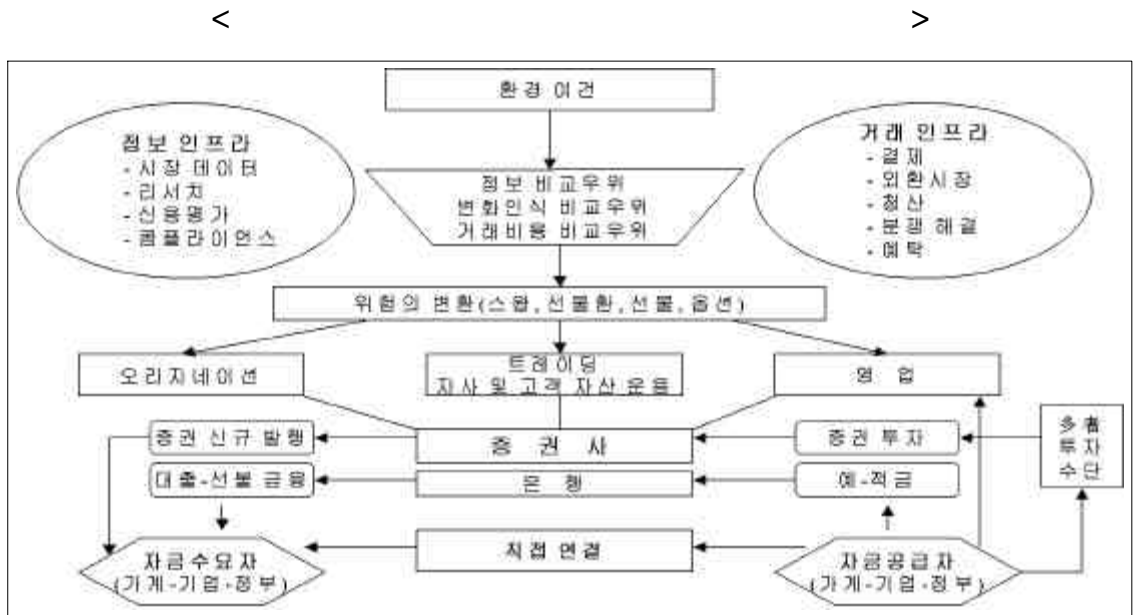 < >
환경 여건
정보 인프라
- 시장 데이터
- 리서치
- 신용평가
- 콤플라이언스
거래 인프라
- 결제
- 외환시장
- 청산
- 분쟁 해결
- 예탁
정보 비교우위
변화인식 비교우위
거래비용 비교우위
위험의 변환(스왑, 선물환, 선물, 옵션)
오리지네이션
트레이딩
자사 및 고객 자산 운용
영 업
증권 신규 발행
증 권 사
증권 투자
多者
투자
수단
대출-선물 금융
은 행
예-적금
자금수요자
(가계-기업-정부)
직접 연결
자금공급자
(가계-기업-정부)